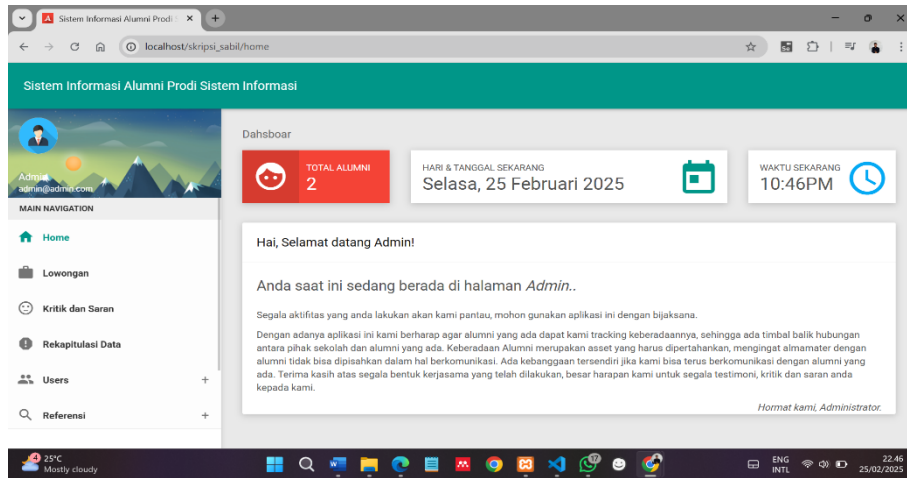 Sistem Informasi Alumni Prodi S
localhost/skripsi_sabil/home
Sistem Informasi Alumni Prodi Sistem Informasi
Admin
admin@admin.com
MAIN NAVIGATION
Home
Lowongan
Kritik dan Saran
Rekapitulasi Data
Users +
Referensi +
Dahsboar
TOTAL ALUMNI
2
HARI & TANGGAL SEKARANG
Selasa, 25 Februari 2025
WAKTU SEKARANG
10:46PM
Hai, Selamat datang Admin!
Anda saat ini sedang berada di halaman Admin..
Segala aktifitas yang anda lakukan akan kami pantau, mohon gunakan aplikasi ini dengan bijaksana.
Dengan adanya aplikasi ini kami berharap agar alumni yang ada dapat kami tracking keberadaannya, sehingga ada timbal balik hubungan
antara pihak sekolah dan alumni yang ada. Keberadaan Alumni merupakan asset yang harus dipertahankan, mengingat almamater dengan
alumni tidak bisa dipisahkan dalam hal berkomunikasi. Ada kebanggaan tersendiri jika kami bisa terus berkomunikasi dengan alumni yang
ada. Terima kasih atas segala bentuk kerjasama yang telah dilakukan, besar harapan kami untuk segala testimoni, kritik dan saran anda
kepada kami.
Hormat kami, Administrator.
4
25°C
Mostly cloudy
17
ENG
INTL
22.46
25/02/2025